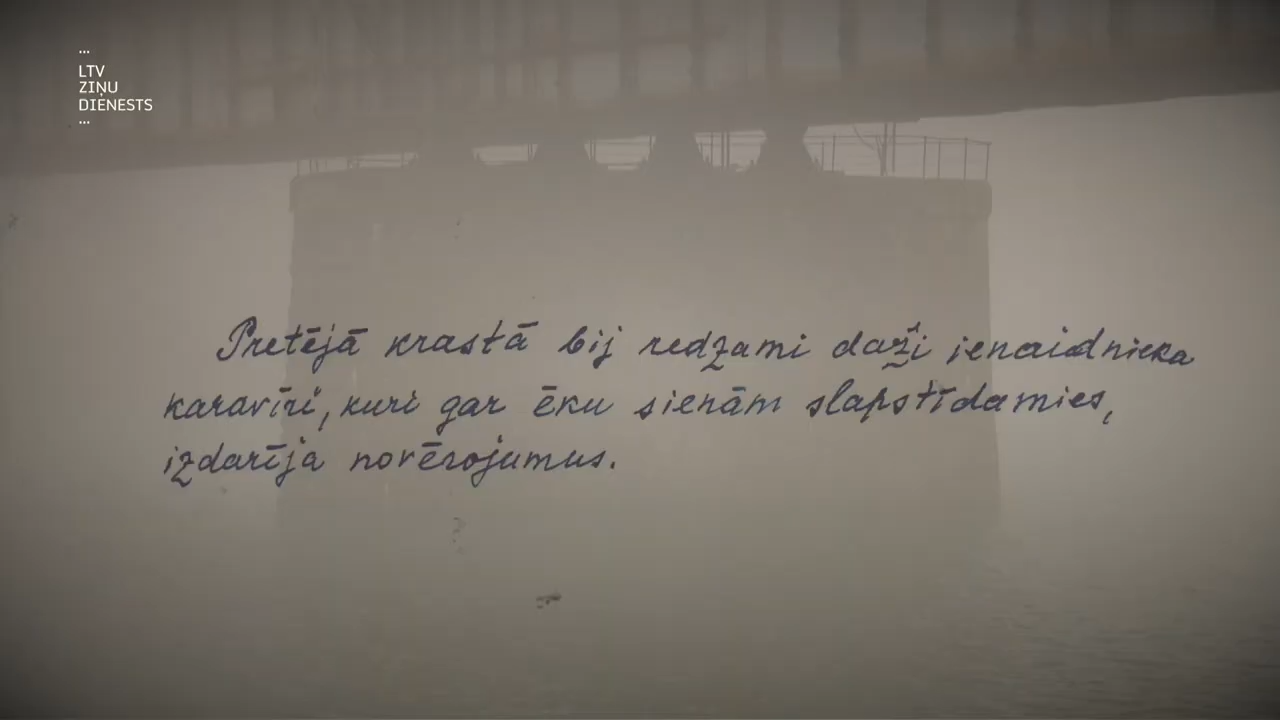 LTV
ZIŅU
DIENESTS
Pretējā krastā bij redzami daži ienaidnieka
karavīri, kuri gar ēku sienām slapstīdamies,
izdarīja novērojumus.